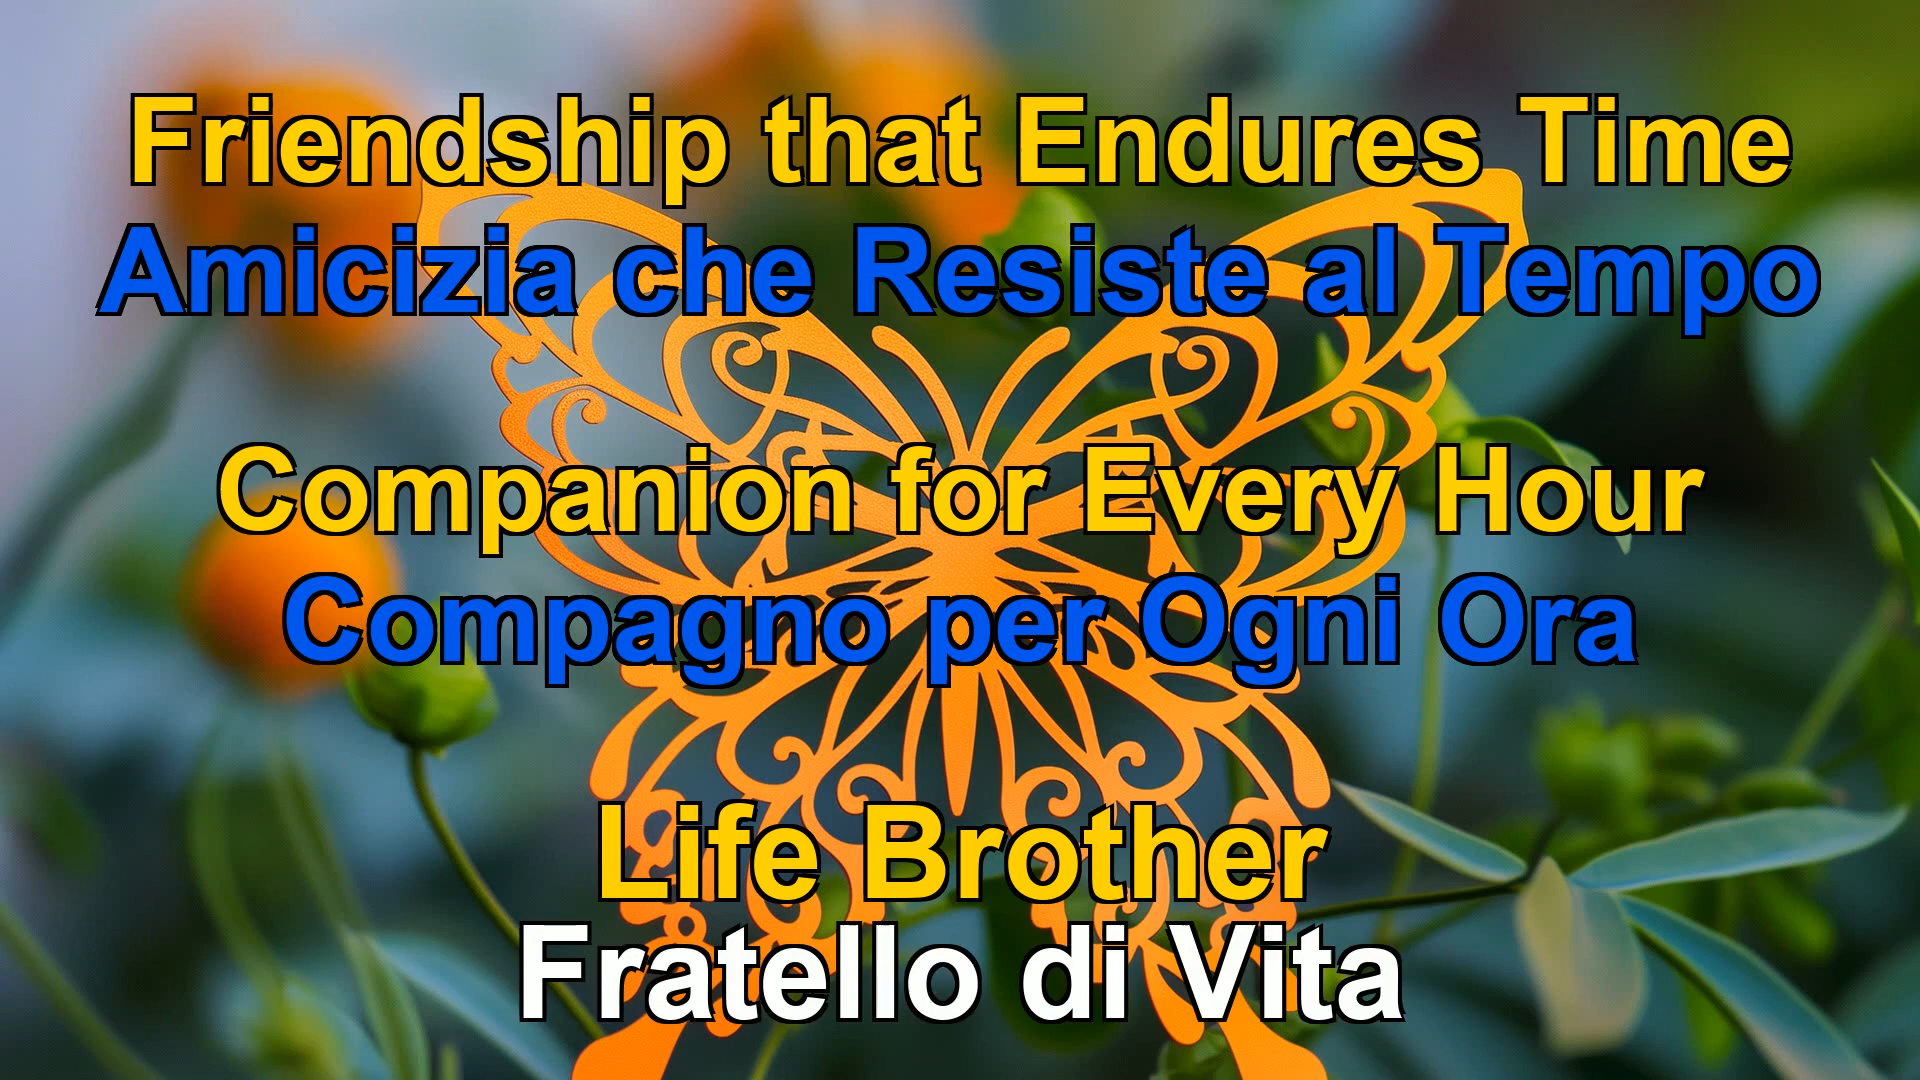 Friendship that Endures Time
Amicizia che Resiste al Tempo
Companion for Every Hour
Compagno per Ogni Ora
Life Brother
Fratello di Vita